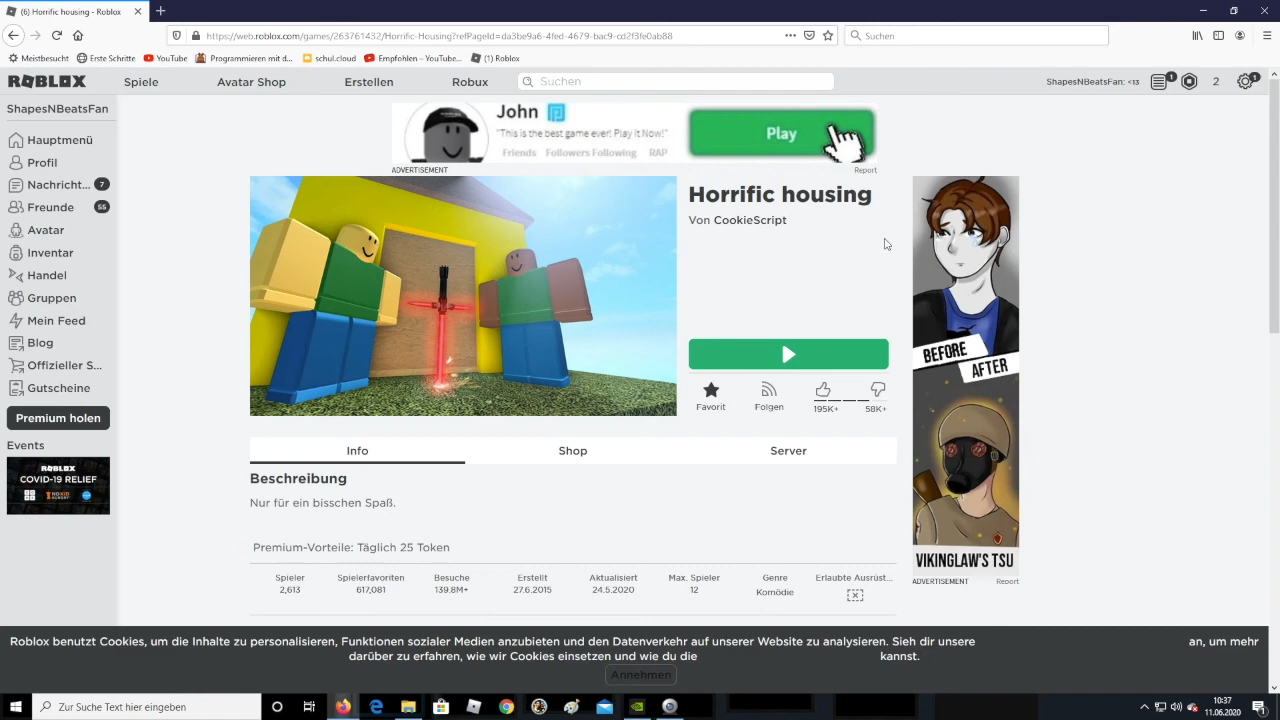 (6) Horrific housing - Roblox
https://web.roblox.com/games/263761432/Horrific-Housing?refPageId=da3be9a6-4fed-4679-bac9-cd2f3fe0ab88
Suchen
Meistbesucht
Erste Schritte
YouTube
Programmieren mit d...
schul.cloud
Empfohlen – YouTube...
(1) Roblox
ROBLOX
Spiele
Avatar Shop
Erstellen
Robux
Suchen
ShapesNBeatsFan: <13
1
2
1
ShapesNBeatsFan
Hauptmenü
Profil
Nachricht... 7
Freunde 55
Avatar
Inventar
Handel
Gruppen
Mein Feed
Blog
Offizieller S...
Gutscheine
Premium holen
Events
ROBLOX
COVID-19 RELIEF
John
"This is the best game ever! Play it Now!"
Friends Followers Following RAP
Play
ADVERTISEMENT
Report
Horrific housing
Von CookieScript
Favorit
Folgen
195K+
58K+
BEFORE
AFTER
VIKINGLAW'S TSU
ADVERTISEMENT
Report
Info
Shop
Server
Beschreibung
Nur für ein bisschen Spaß.
Premium-Vorteile: Täglich 25 Token
Spieler
2,613
Spielerfavoriten
617,081
Besuche
139.8M+
Erstellt
27.6.2015
Aktualisiert
24.5.2020
Max. Spieler
12
Genre
Komödie
Erlaubte Ausrüst...
Roblox benutzt Cookies, um die Inhalte zu personalisieren, Funktionen sozialer Medien anzubieten und den Datenverkehr auf unserer Website zu analysieren. Sieh dir unsere an, um mehr
darüber zu erfahren, wie wir Cookies einsetzen und wie du die kannst.
Annehmen
Zur Suche Text hier eingeben
10:37
11.06.2020
1